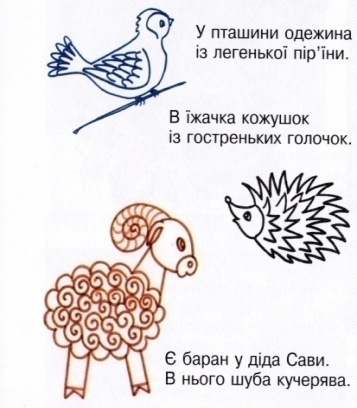 У пташини одежина
із легенької пір’їни.
В їжачка кожушок
із гостреньких голочок.
Є баран у діда Сави.
В нього шуба кучерява.